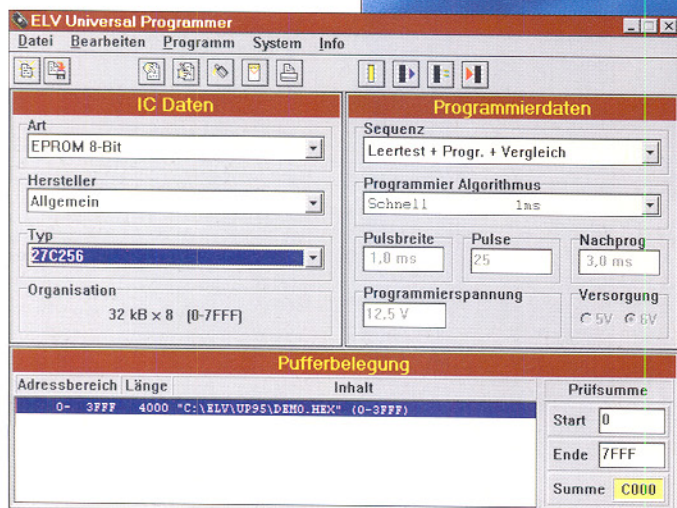 ELV Universal Programmer
Datei Bearbeiten Programm System Info
IC Daten
Art
EPROM 8-Bit
Hersteller
Allgemein
Typ
27C256
Organisation
32 kB x 8 (0-7FFF)
Programmierdaten
Sequenz
Leertest + Progr. + Vergleich
Programmier Algorithmus
Schnell 1ms
Pulsbreite
1,0 ms
Pulse
25
Nachprog
3,0 ms
Programmierspannung
12.5 V
Versorgung
5V 6V
Pufferbelegung
Adressbereich Länge Inhalt
0- 3FFF 4000 "C:\ELV\UP95\DEMO.HEX" (0-3FFF)
Prüfsumme
Start 0
Ende 7FFF
Summe C000